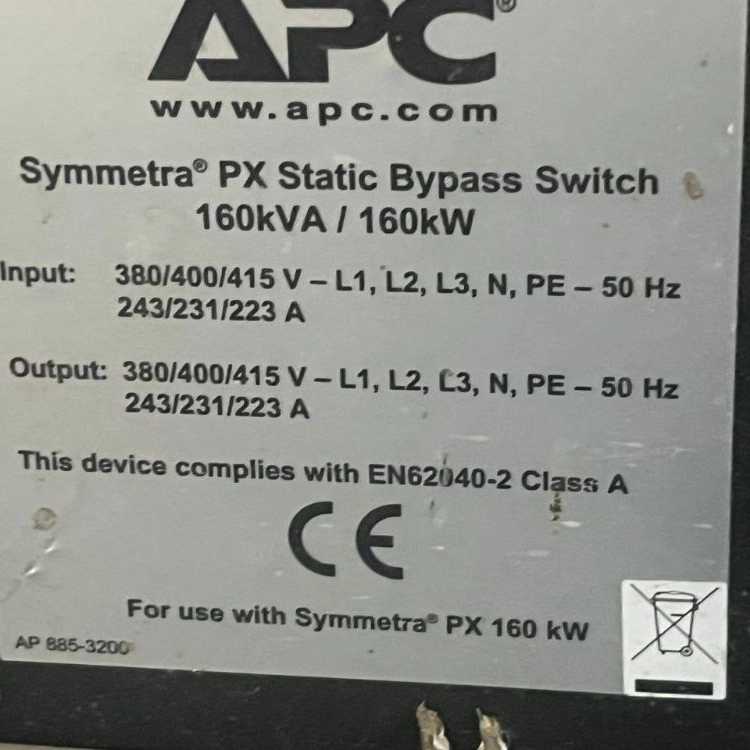 APC®
www.apc.com
Symmetra® PX Static Bypass Switch
160kVA / 160kW
Input: 380/400/415 V – L1, L2, L3, N, PE – 50 Hz
243/231/223 A
Output: 380/400/415 V – L1, L2, L3, N, PE – 50 Hz
243/231/223 A
This device complies with EN62040-2 Class A
CE
For use with Symmetra® PX 160 kW
AP 885-3200